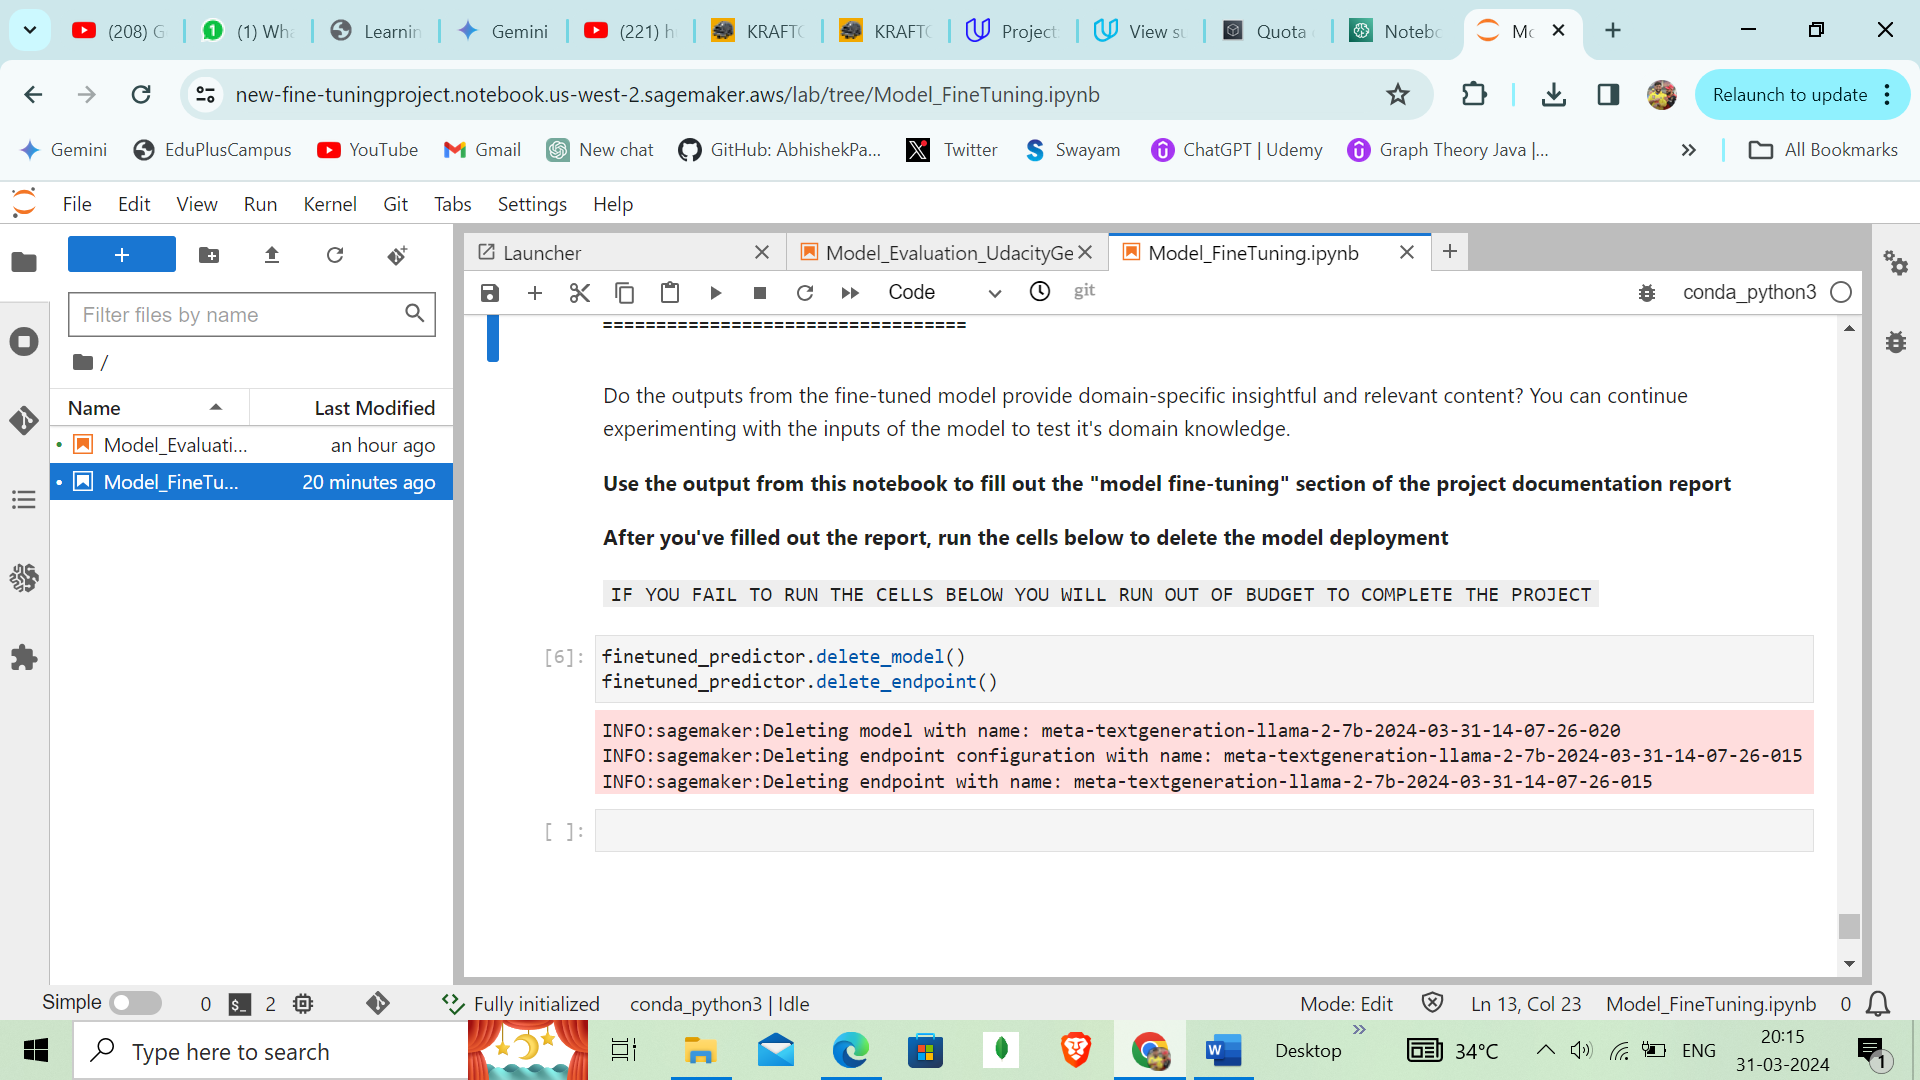 (208) G
(1) Wha
Learnin
Gemini
(221) h
KRAFTO
KRAFTO
Project
View su
Quota
Notebo
Mo
new-fine-tuningproject.notebook.us-west-2.sagemaker.aws/lab/tree/Model_FineTuning.ipynb
Relaunch to update
Gemini
EduPlusCampus
YouTube
Gmail
New chat
GitHub: AbhishekPa...
Twitter
Swayam
ChatGPT | Udemy
Graph Theory Java |...
All Bookmarks
File Edit View Run Kernel Git Tabs Settings Help
Launcher
Model_Evaluation_UdacityGe
Model_FineTuning.ipynb
Code
git
conda_python3
Filter files by name
/
Name
Last Modified
Model_Evaluati...
an hour ago
Model_FineTu...
20 minutes ago
==================================
Do the outputs from the fine-tuned model provide domain-specific insightful and relevant content? You can continue
experimenting with the inputs of the model to test it's domain knowledge.
Use the output from this notebook to fill out the "model fine-tuning" section of the project documentation report
After you've filled out the report, run the cells below to delete the model deployment
IF YOU FAIL TO RUN THE CELLS BELOW YOU WILL RUN OUT OF BUDGET TO COMPLETE THE PROJECT
[6]:
finetuned_predictor.delete_model()
finetuned_predictor.delete_endpoint()
INFO:sagemaker:Deleting model with name: meta-textgeneration-llama-2-7b-2024-03-31-14-07-26-020
INFO:sagemaker:Deleting endpoint configuration with name: meta-textgeneration-llama-2-7b-2024-03-31-14-07-26-015
INFO:sagemaker:Deleting endpoint with name: meta-textgeneration-llama-2-7b-2024-03-31-14-07-26-015
[ ]:
Simple
0
$_
2
Fully initialized
conda_python3 | Idle
Mode: Edit
Ln 13, Col 23
Model_FineTuning.ipynb
0
Type here to search
Desktop
34°C
ENG
20:15
31-03-2024
1